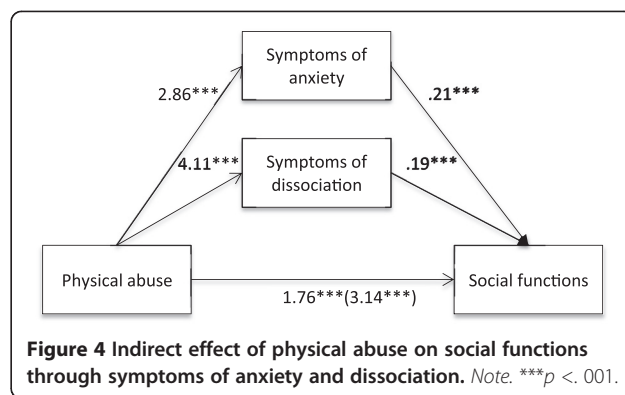 Symptoms of
anxiety
2.86***
.21***
4.11***
Symptoms of
dissociation
.19***
Physical abuse
Social functions
1.76***(3.14***)
Figure 4 Indirect effect of physical abuse on social functions
through symptoms of anxiety and dissociation. Note. ***p <. 001.